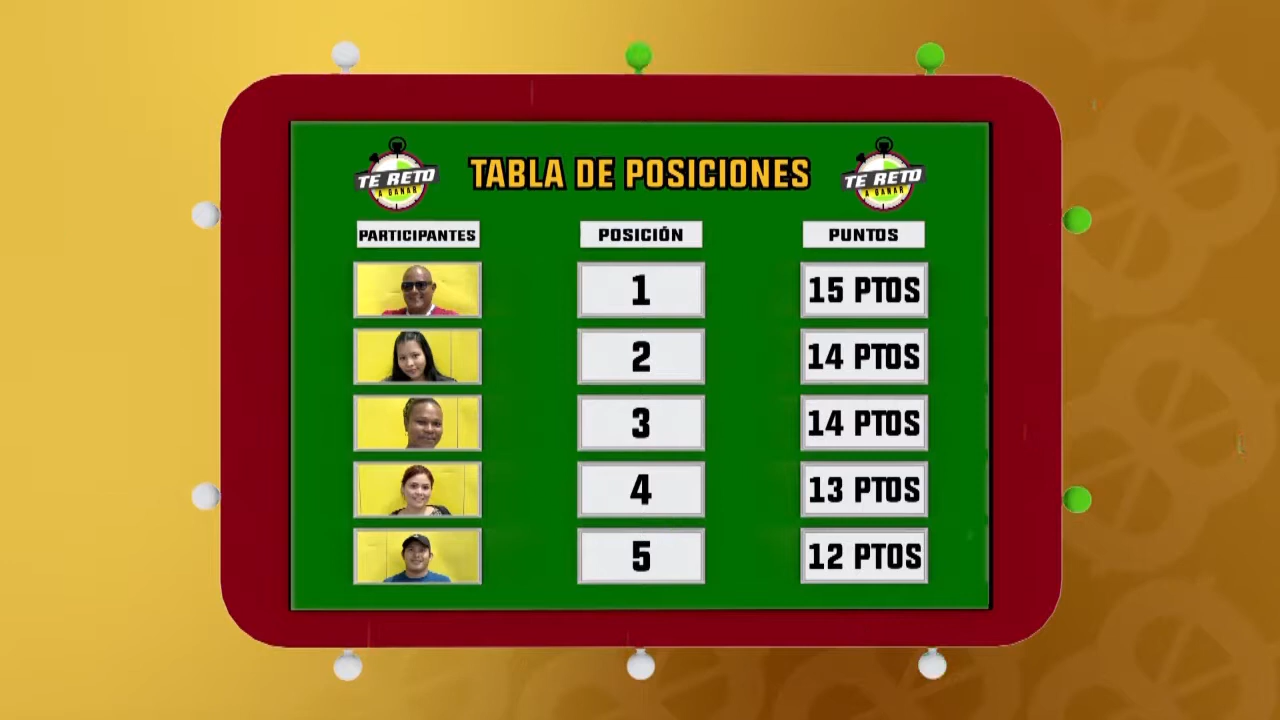 TE RETO
A GANAR
TABLA DE POSICIONES
TE RETO
A GANAR
PARTICIPANTES POSICIÓN PUNTOS
1 15 PTOS
2 14 PTOS
3 14 PTOS
4 13 PTOS
5 12 PTOS